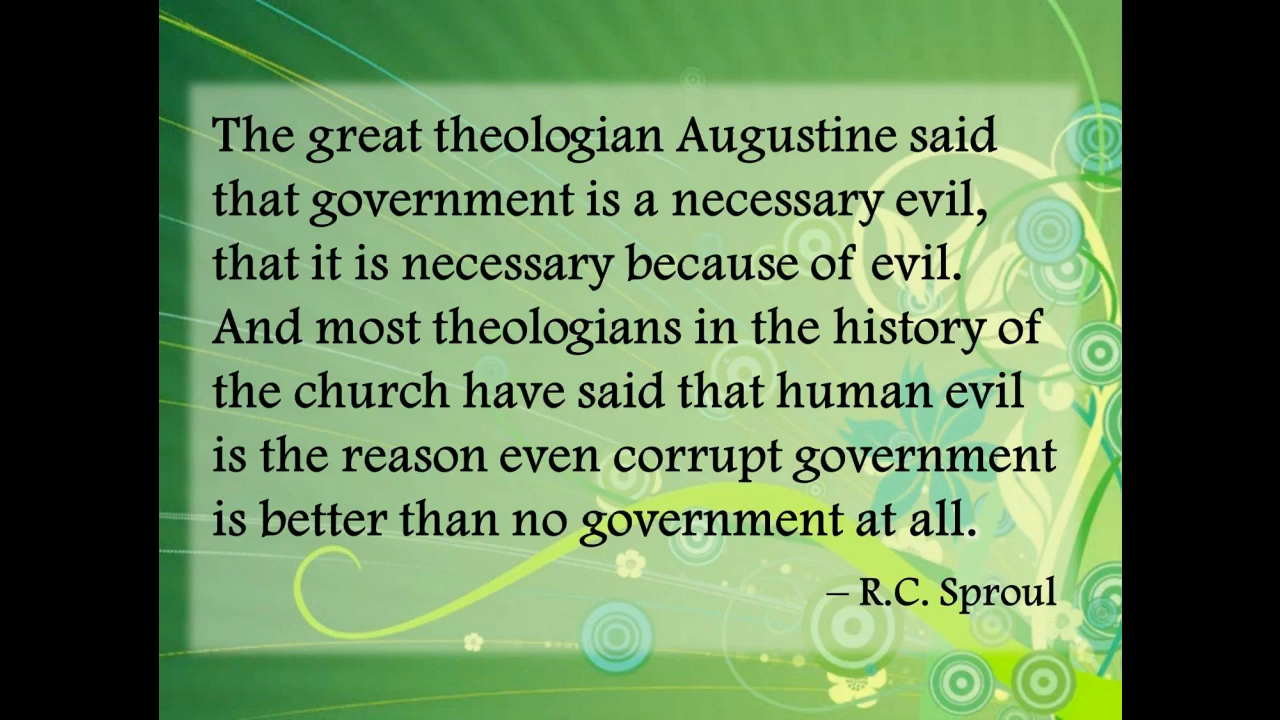 The great theologian Augustine said
that government is a necessary evil,
that it is necessary because of evil.
And most theologians in the history of
the church have said that human evil
is the reason even corrupt government
is better than no government at all.
– R.C. Sproul